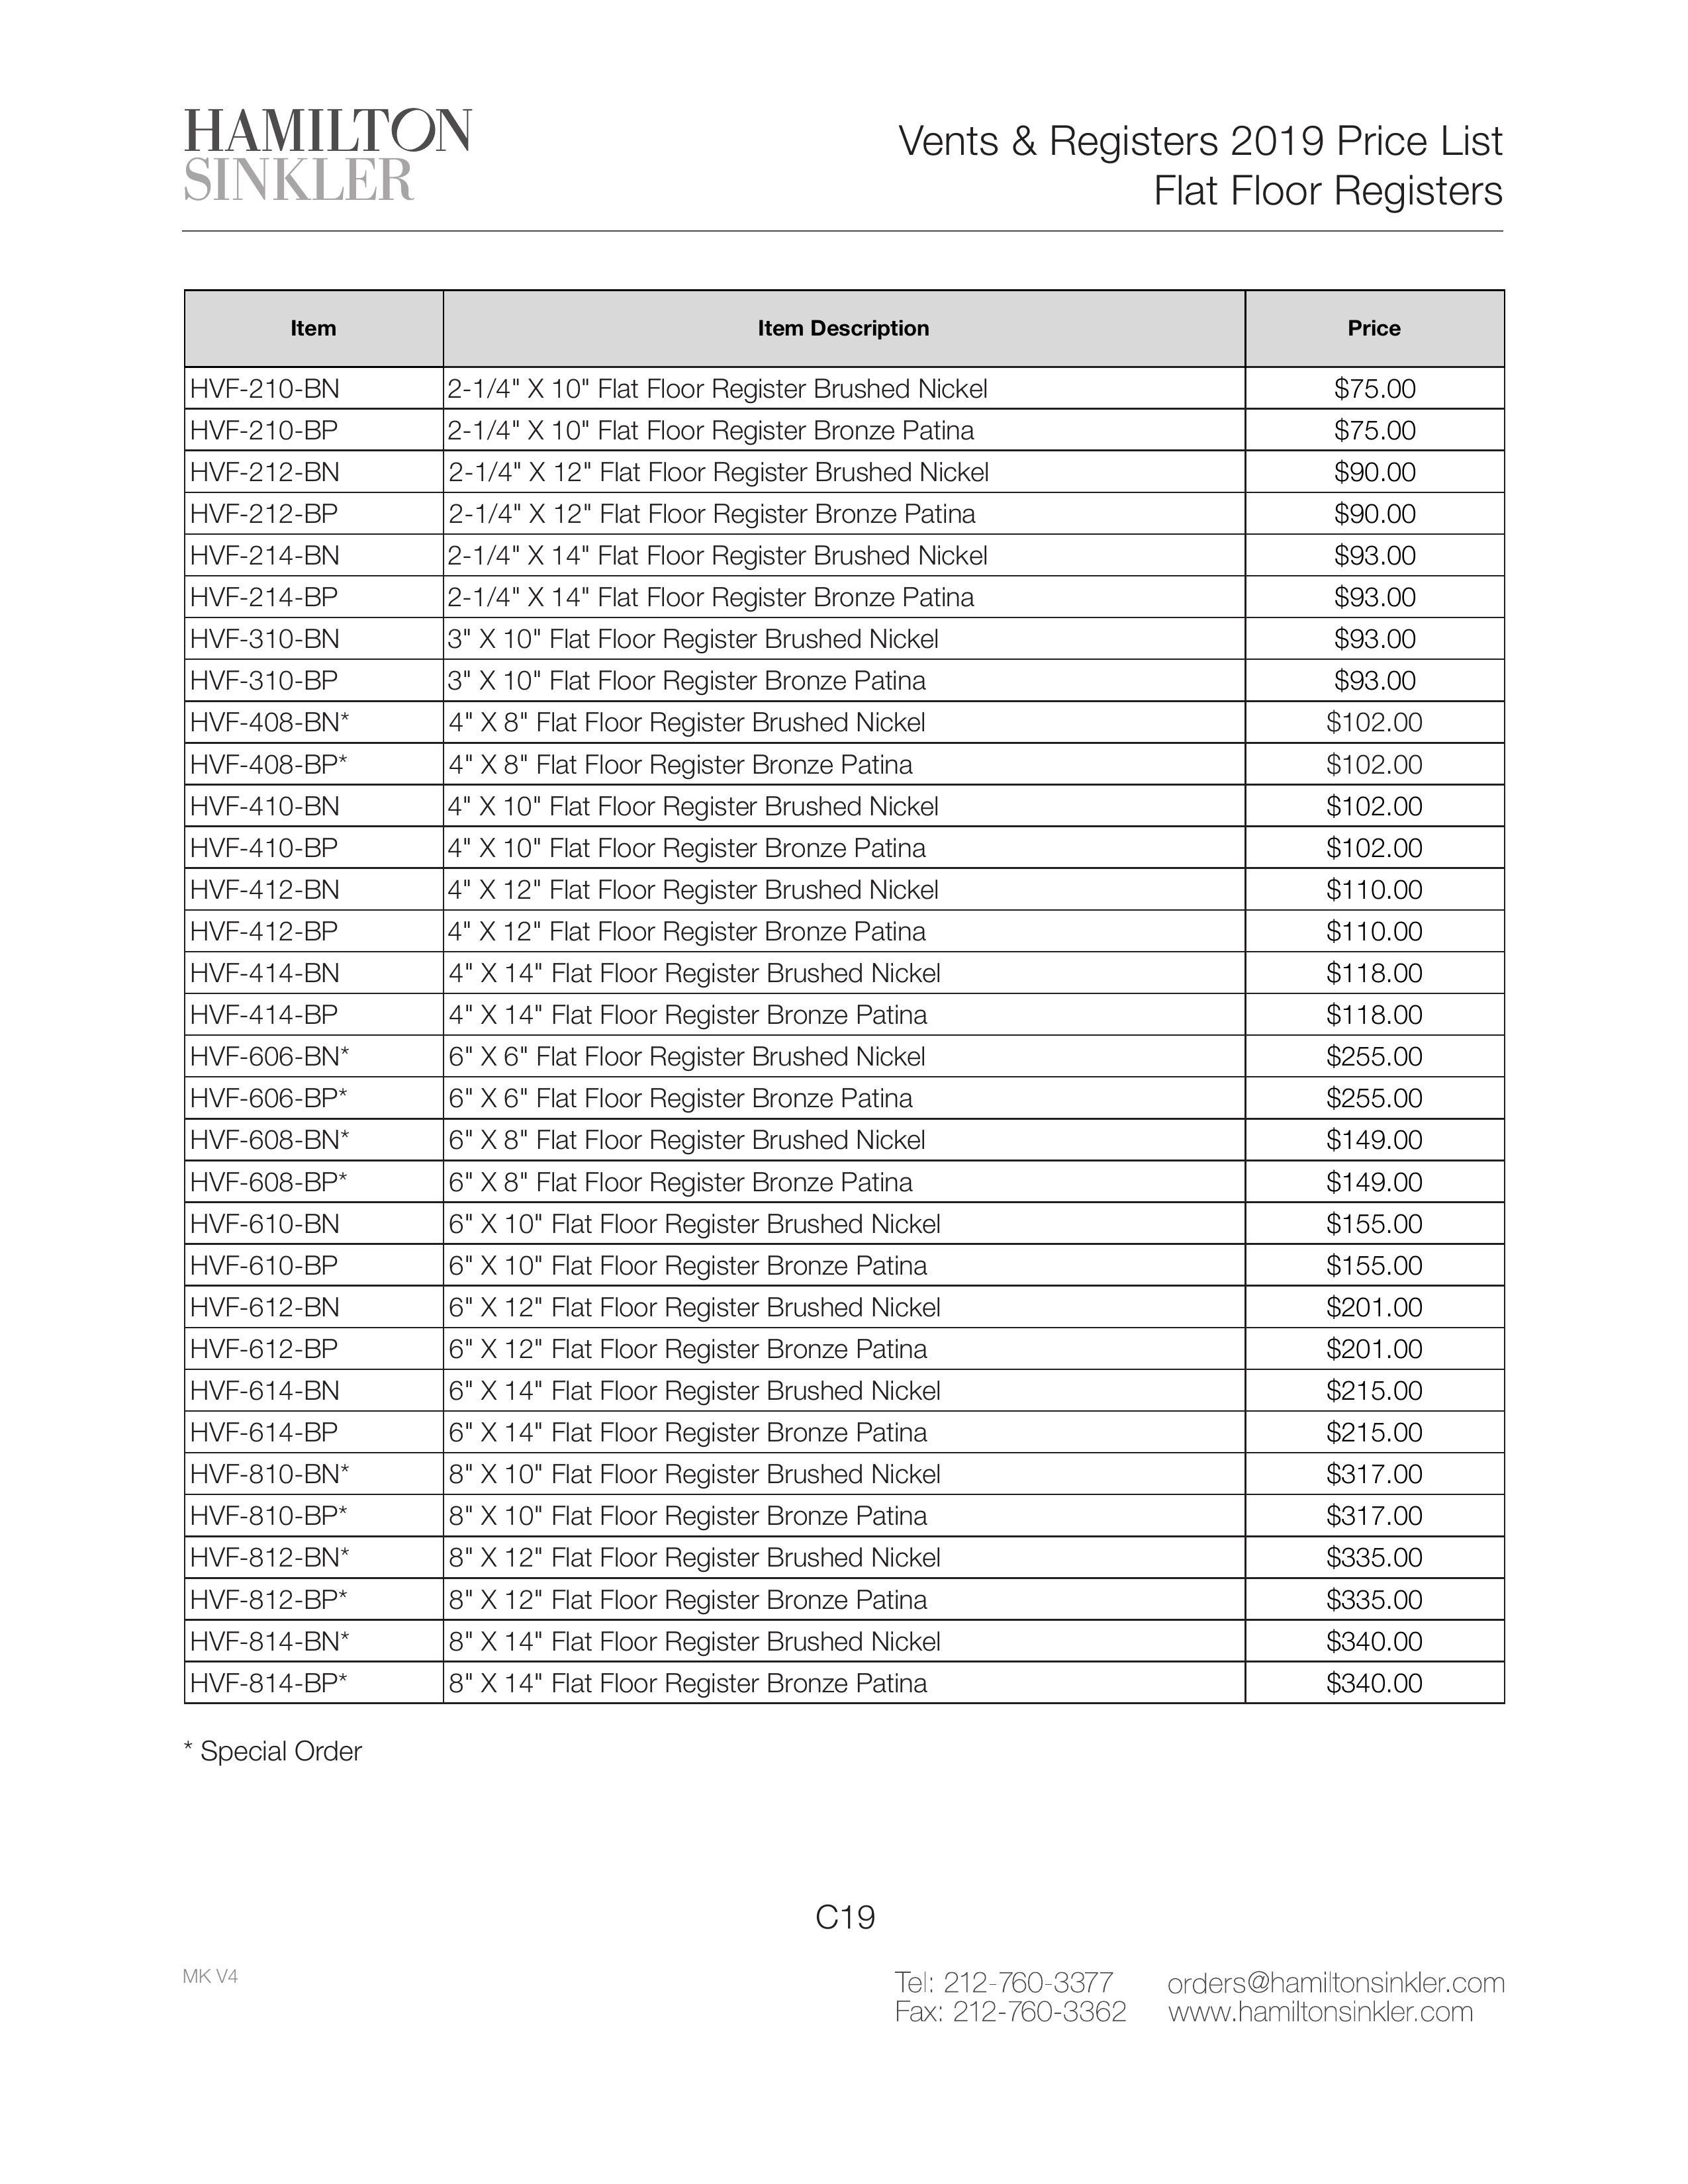 HAMILTON
SINKLER
Vents & Registers 2019 Price List
Flat Floor Registers
Item Item Description Price
HVF-210-BN 2-1/4" X 10" Flat Floor Register Brushed Nickel $75.00
HVF-210-BP 2-1/4" X 10" Flat Floor Register Bronze Patina $75.00
HVF-212-BN 2-1/4" X 12" Flat Floor Register Brushed Nickel $90.00
HVF-212-BP 2-1/4" X 12" Flat Floor Register Bronze Patina $90.00
HVF-214-BN 2-1/4" X 14" Flat Floor Register Brushed Nickel $93.00
HVF-214-BP 2-1/4" X 14" Flat Floor Register Bronze Patina $93.00
HVF-310-BN 3" X 10" Flat Floor Register Brushed Nickel $93.00
HVF-310-BP 3" X 10" Flat Floor Register Bronze Patina $93.00
HVF-408-BN* 4" X 8" Flat Floor Register Brushed Nickel $102.00
HVF-408-BP* 4" X 8" Flat Floor Register Bronze Patina $102.00
HVF-410-BN 4" X 10" Flat Floor Register Brushed Nickel $102.00
HVF-410-BP 4" X 10" Flat Floor Register Bronze Patina $102.00
HVF-412-BN 4" X 12" Flat Floor Register Brushed Nickel $110.00
HVF-412-BP 4" X 12" Flat Floor Register Bronze Patina $110.00
HVF-414-BN 4" X 14" Flat Floor Register Brushed Nickel $118.00
HVF-414-BP 4" X 14" Flat Floor Register Bronze Patina $118.00
HVF-606-BN* 6" X 6" Flat Floor Register Brushed Nickel $255.00
HVF-606-BP* 6" X 6" Flat Floor Register Bronze Patina $255.00
HVF-608-BN* 6" X 8" Flat Floor Register Brushed Nickel $149.00
HVF-608-BP* 6" X 8" Flat Floor Register Bronze Patina $149.00
HVF-610-BN 6" X 10" Flat Floor Register Brushed Nickel $155.00
HVF-610-BP 6" X 10" Flat Floor Register Bronze Patina $155.00
HVF-612-BN 6" X 12" Flat Floor Register Brushed Nickel $201.00
HVF-612-BP 6" X 12" Flat Floor Register Bronze Patina $201.00
HVF-614-BN 6" X 14" Flat Floor Register Brushed Nickel $215.00
HVF-614-BP 6" X 14" Flat Floor Register Bronze Patina $215.00
HVF-810-BN* 8" X 10" Flat Floor Register Brushed Nickel $317.00
HVF-810-BP* 8" X 10" Flat Floor Register Bronze Patina $317.00
HVF-812-BN* 8" X 12" Flat Floor Register Brushed Nickel $335.00
HVF-812-BP* 8" X 12" Flat Floor Register Bronze Patina $335.00
HVF-814-BN* 8" X 14" Flat Floor Register Brushed Nickel $340.00
HVF-814-BP* 8" X 14" Flat Floor Register Bronze Patina $340.00
* Special Order
C19
MK V4
Tel: 212-760-3377 orders@hamiltonsinkler.com
Fax: 212-760-3362 www.hamiltonsinkler.com